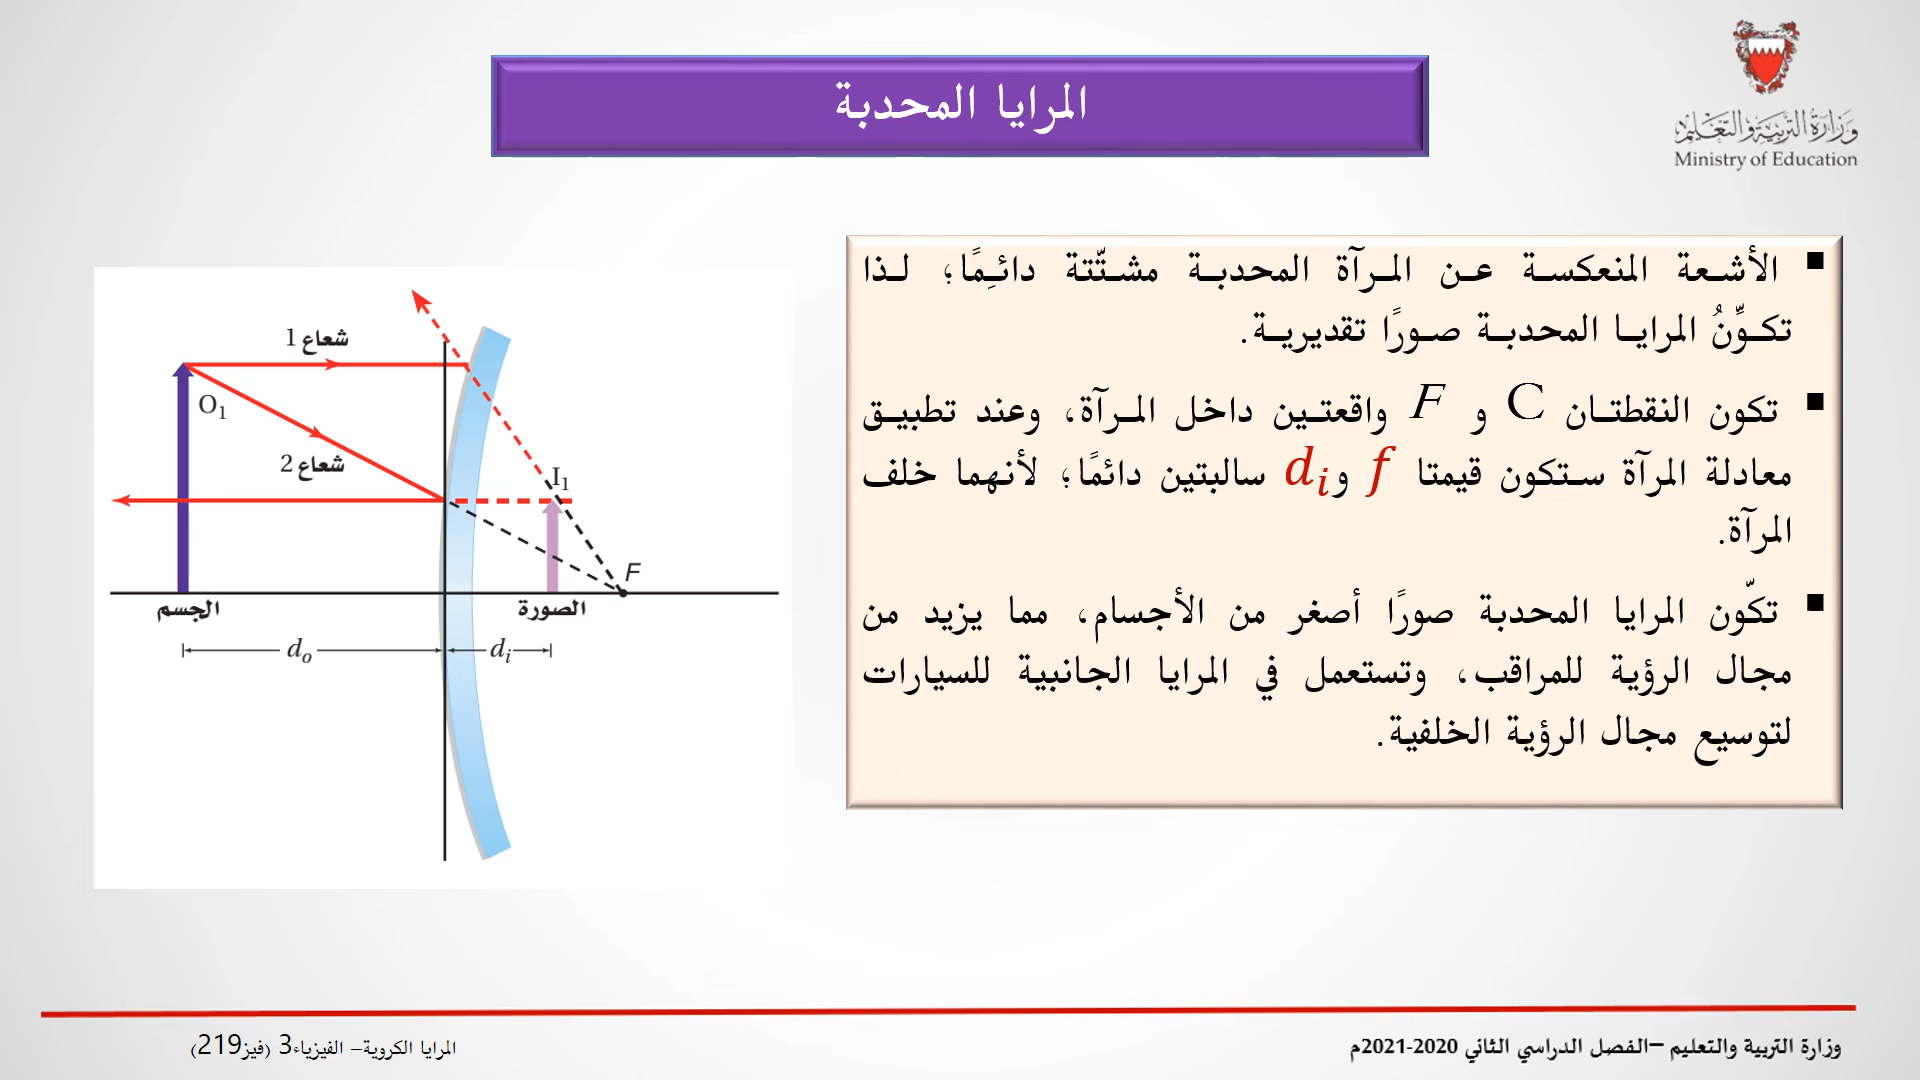 وزارة التربية والتعليم
Ministry of Education
المرايا المحدبة
▪ الأشعة المنعكسة عن المرآة المحدبة مشتّتة دائِمًا؛ لذا
تكوِّنُ المرايا المحدبة صورًا تقديرية.
▪ تكون النقطتان C و F واقعتين داخل المرآة، وعند تطبيق
معادلة المرآة ستكون قيمتا f و di سالبتين دائمًا؛ لأنهما خلف
المرآة.
▪ تكّون المرايا المحدبة صورًا أصغر من الأجسام، مما يزيد من
مجال الرؤية للمراقب، وتستعمل في المرايا الجانبية للسيارات
لتوسيع مجال الرؤية الخلفية.
شعاع 1
O1
شعاع 2
I1
F
الجسم
الصورة
do
di
وزارة التربية والتعليم –الفصل الدراسي الثاني 2020-2021م
المرايا الكروية– الفيزياء3 (فيز219)